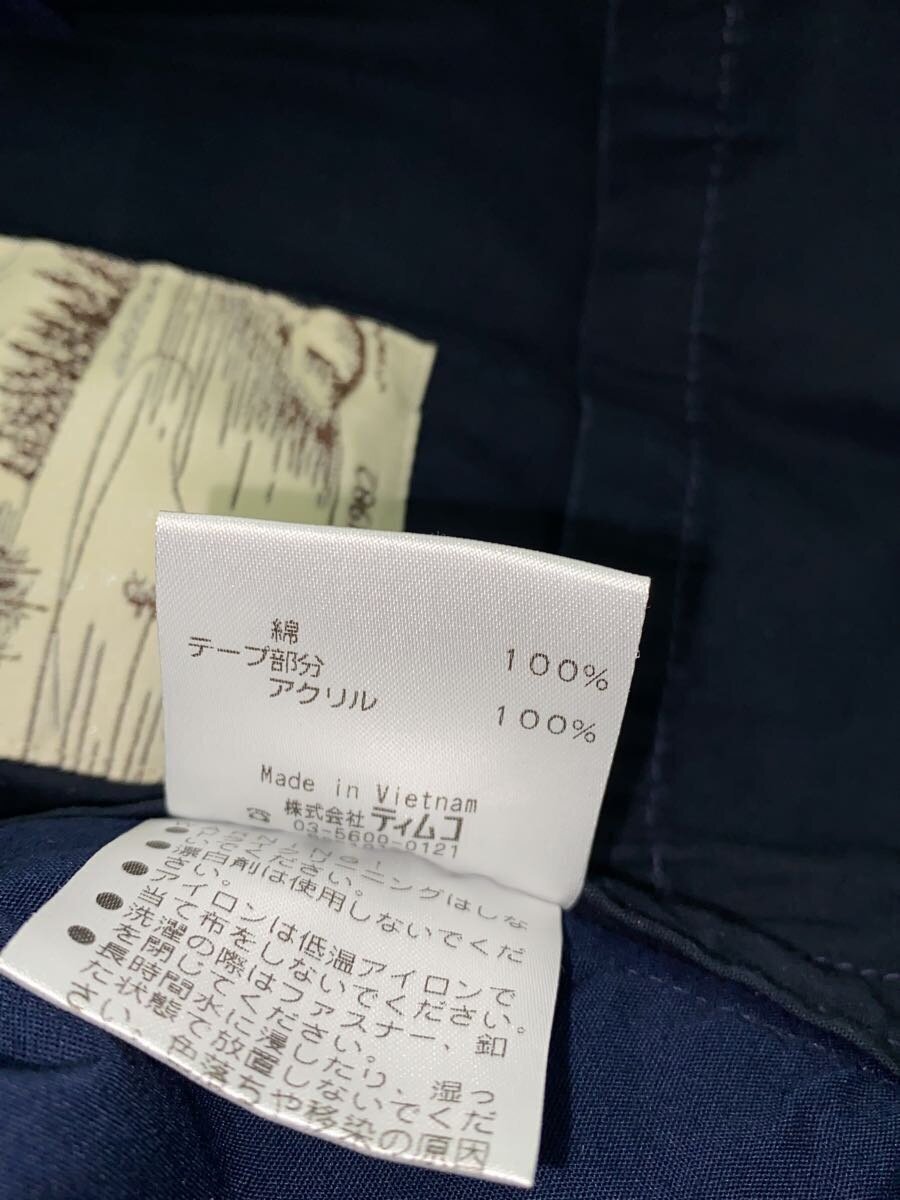 綿 100%
テープ部分
アクリル 100%
Made in Vietnam
株式会社 ティムコ
03-5600-0121
いでください。
漂白剤は使用しないでくだ
さい。
アイロンは低温アイロンで
当て布をしないでください。
洗濯の際はファスナー、釦
を閉じてください。
長時間水に浸したり、湿っ
た状態で放置しないでくだ
さい。
色落ちや移染の原因